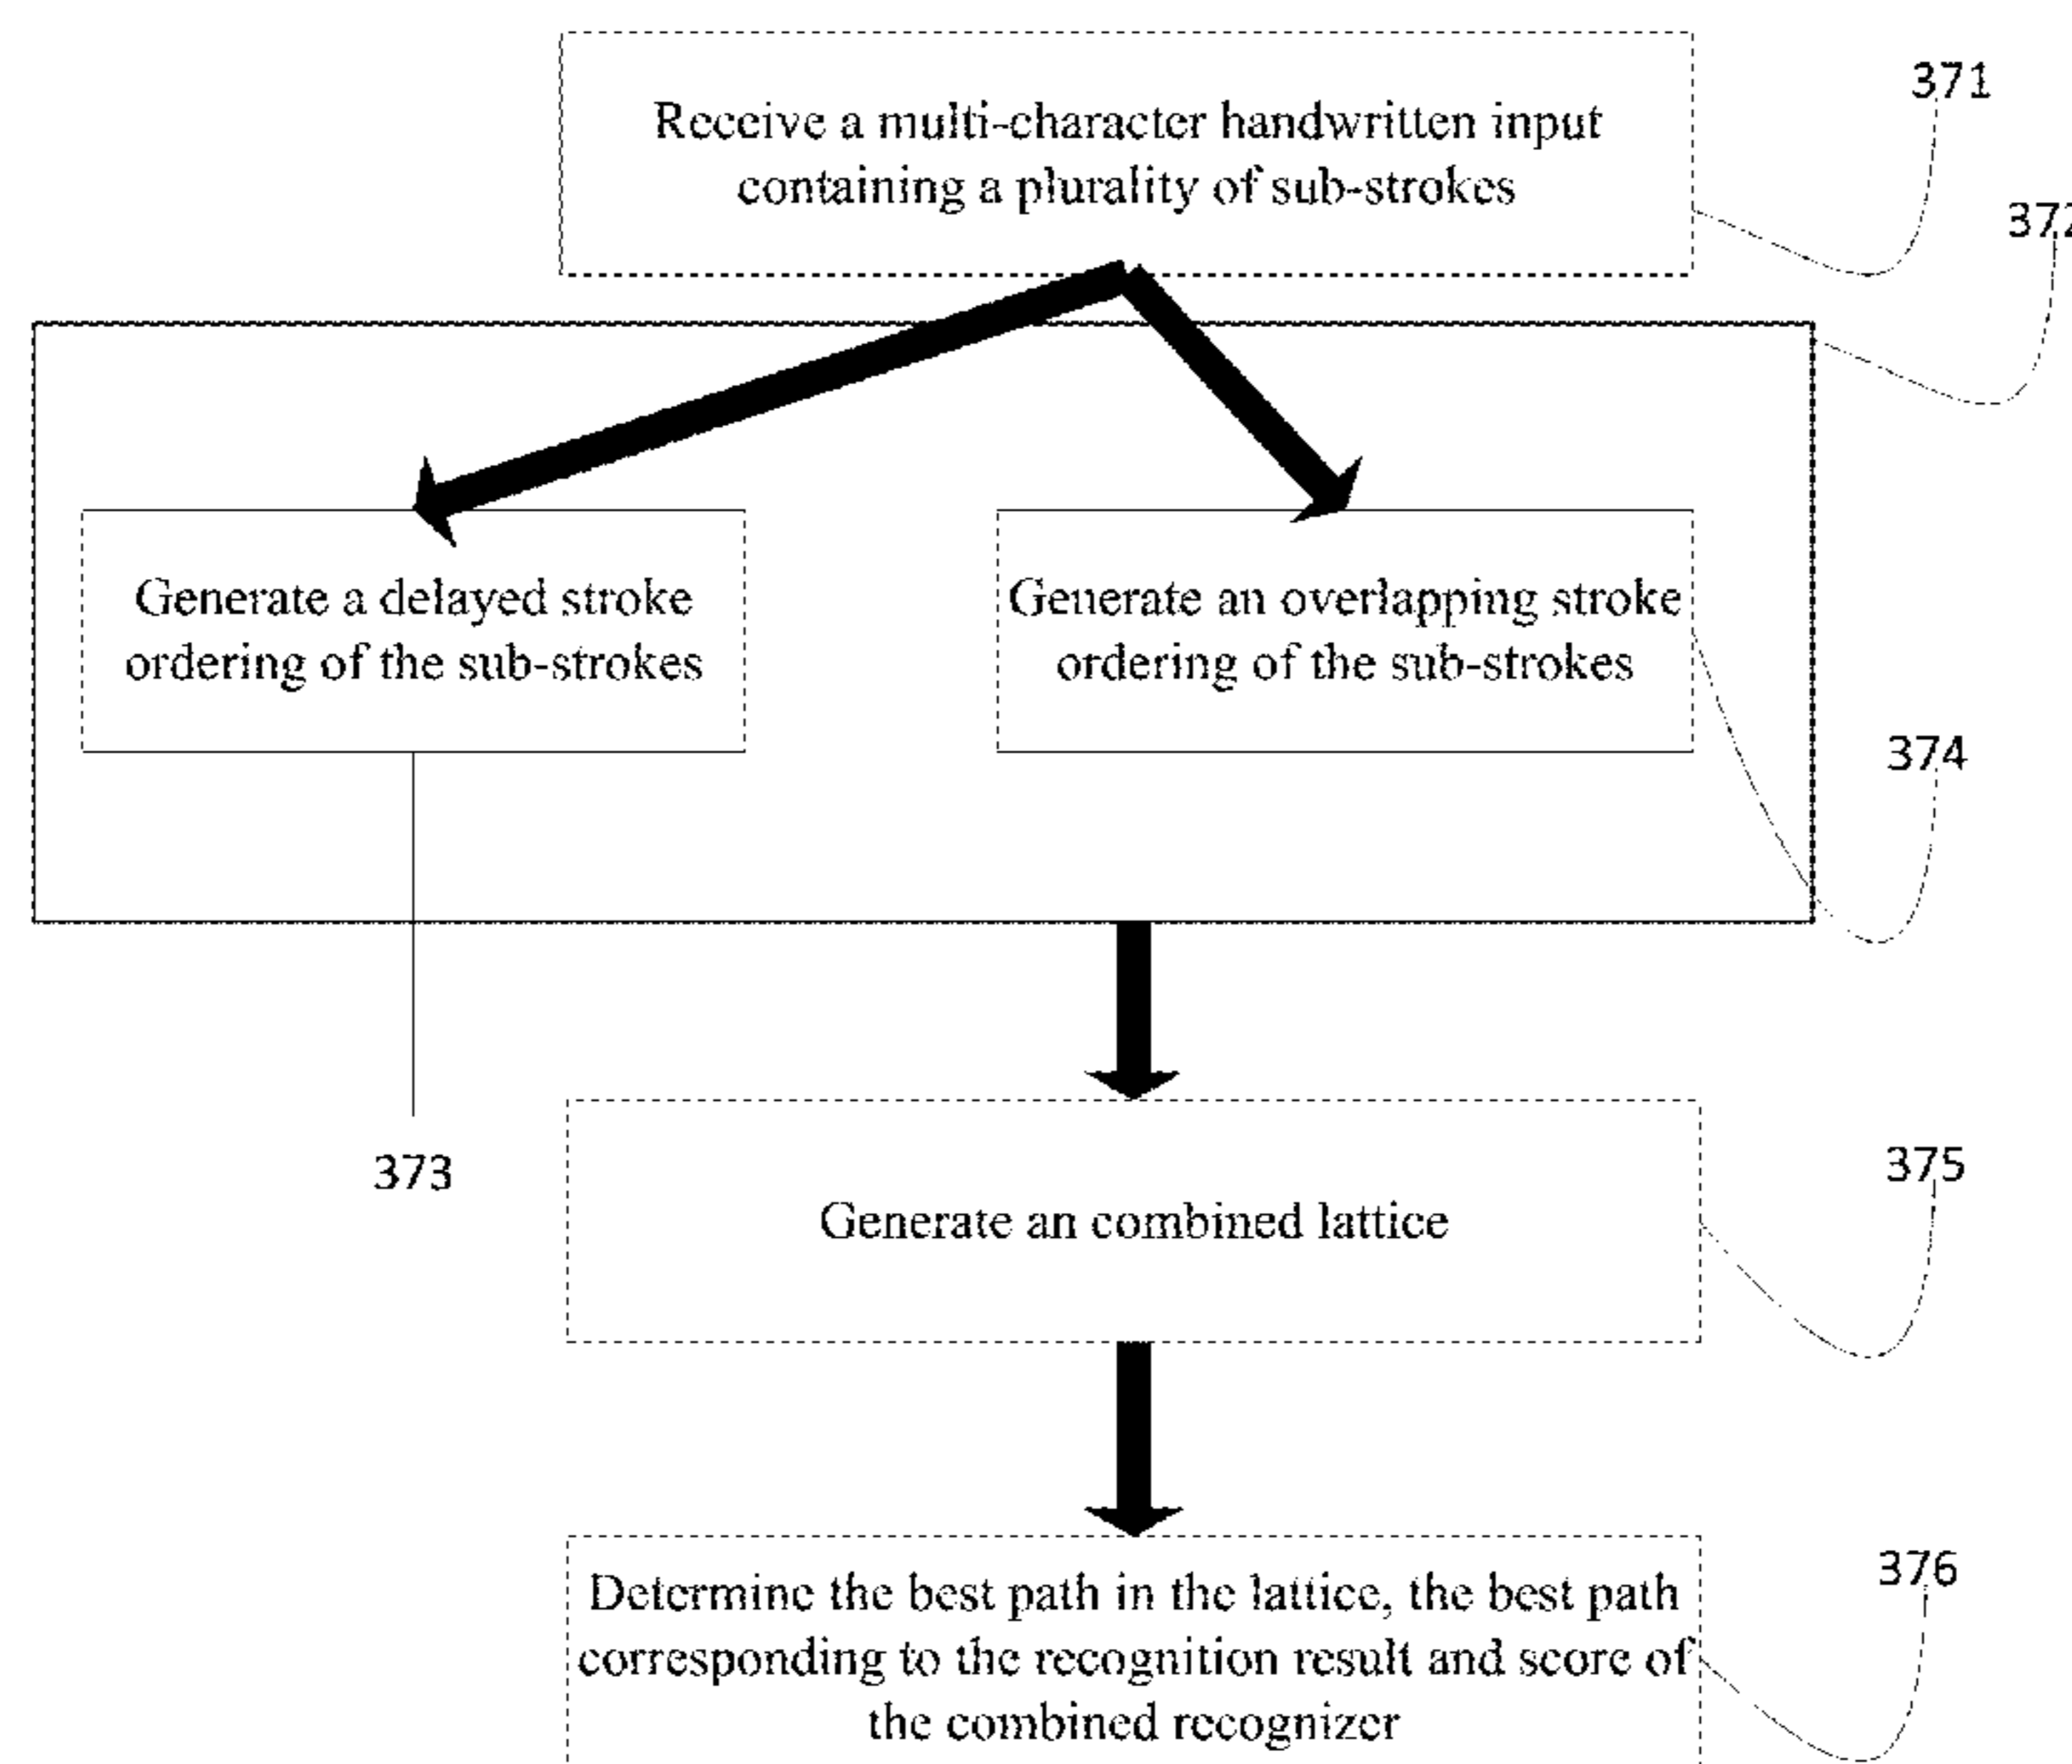 371
Receive a multi-character handwritten input
containing a plurality of sub-strokes
372
Generate a delayed stroke
ordering of the sub-strokes
Generate an overlapping stroke
ordering of the sub-strokes
374
373
375
Generate an combined lattice
376
Determine the best path in the lattice, the best path
corresponding to the recognition result and score of
the combined recognizer